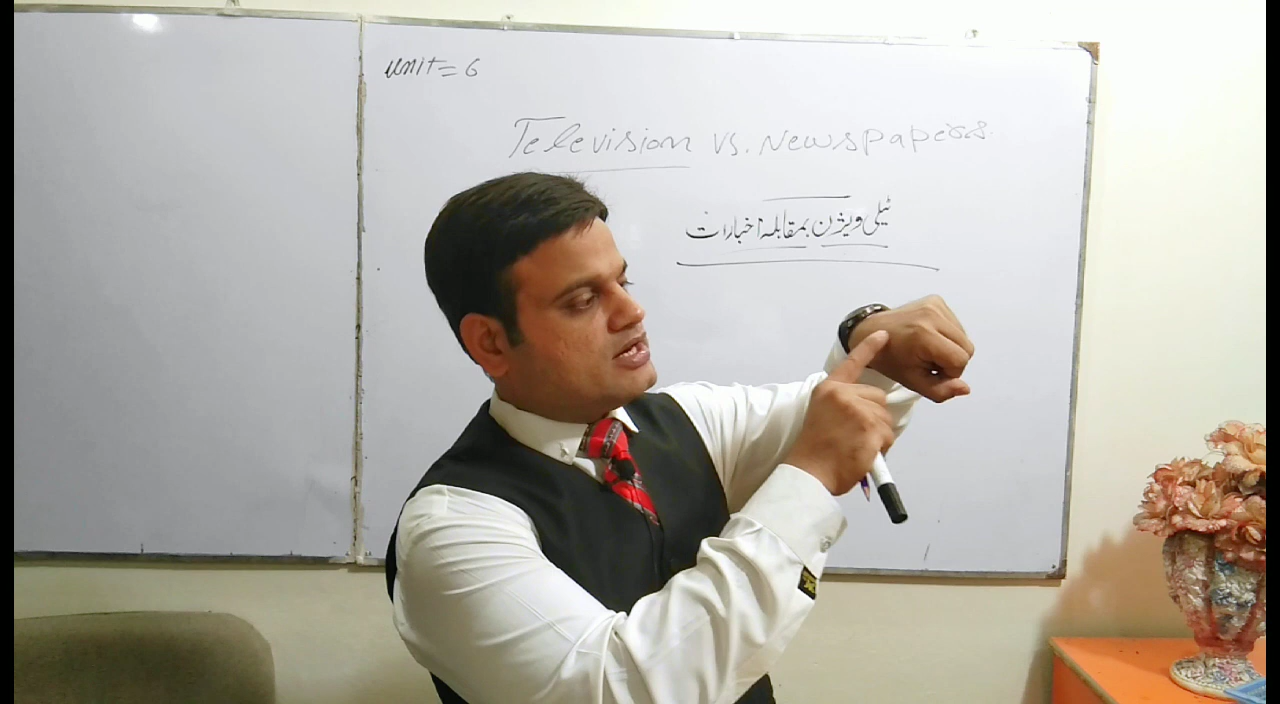 unit = 6
Television vs. Newspapers.
ٹیلی ویژن بمقابلہ اخبارات